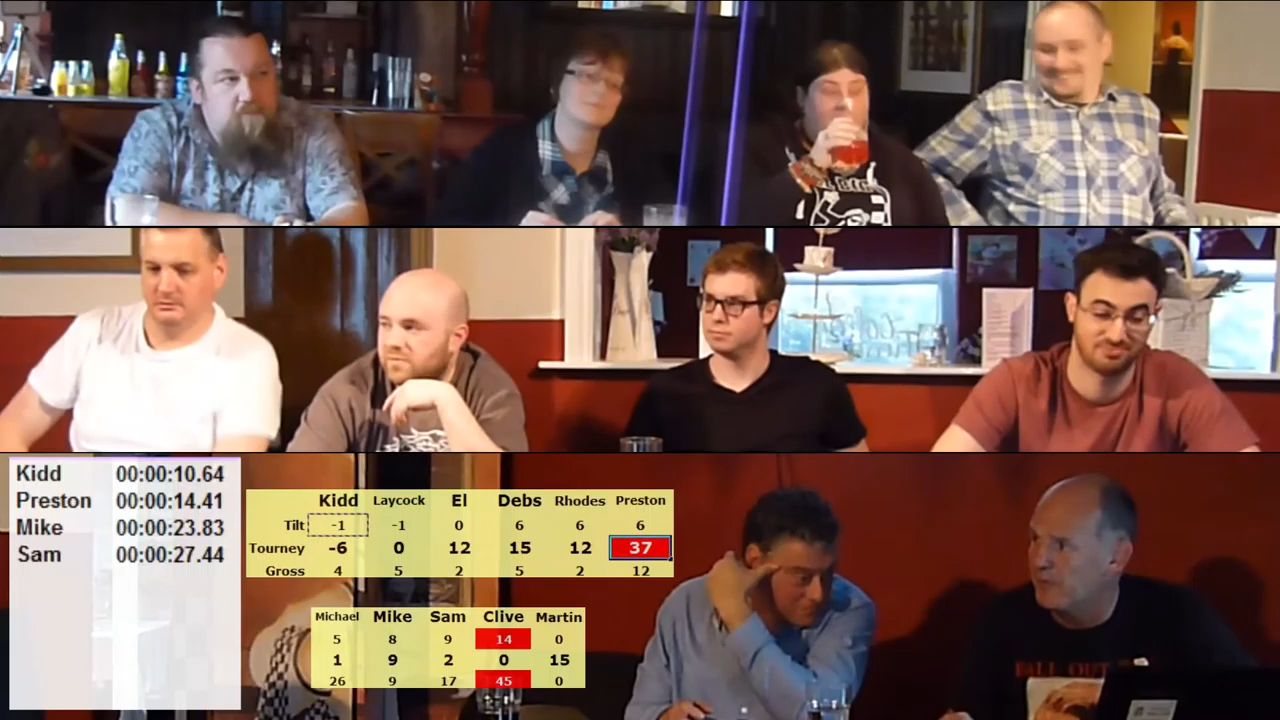 Kidd 00:00:10.64
Preston 00:00:14.41
Mike 00:00:23.83
Sam 00:00:27.44
Kidd Laycock El Debs Rhodes Preston
Tilt -1 -1 0 6 6 6
Tourney -6 0 12 15 12 37
Gross 4 5 2 5 2 12
Michael Mike Sam Clive Martin
5 8 9 14 0
1 9 2 0 15
26 9 17 45 0
FALL OUT